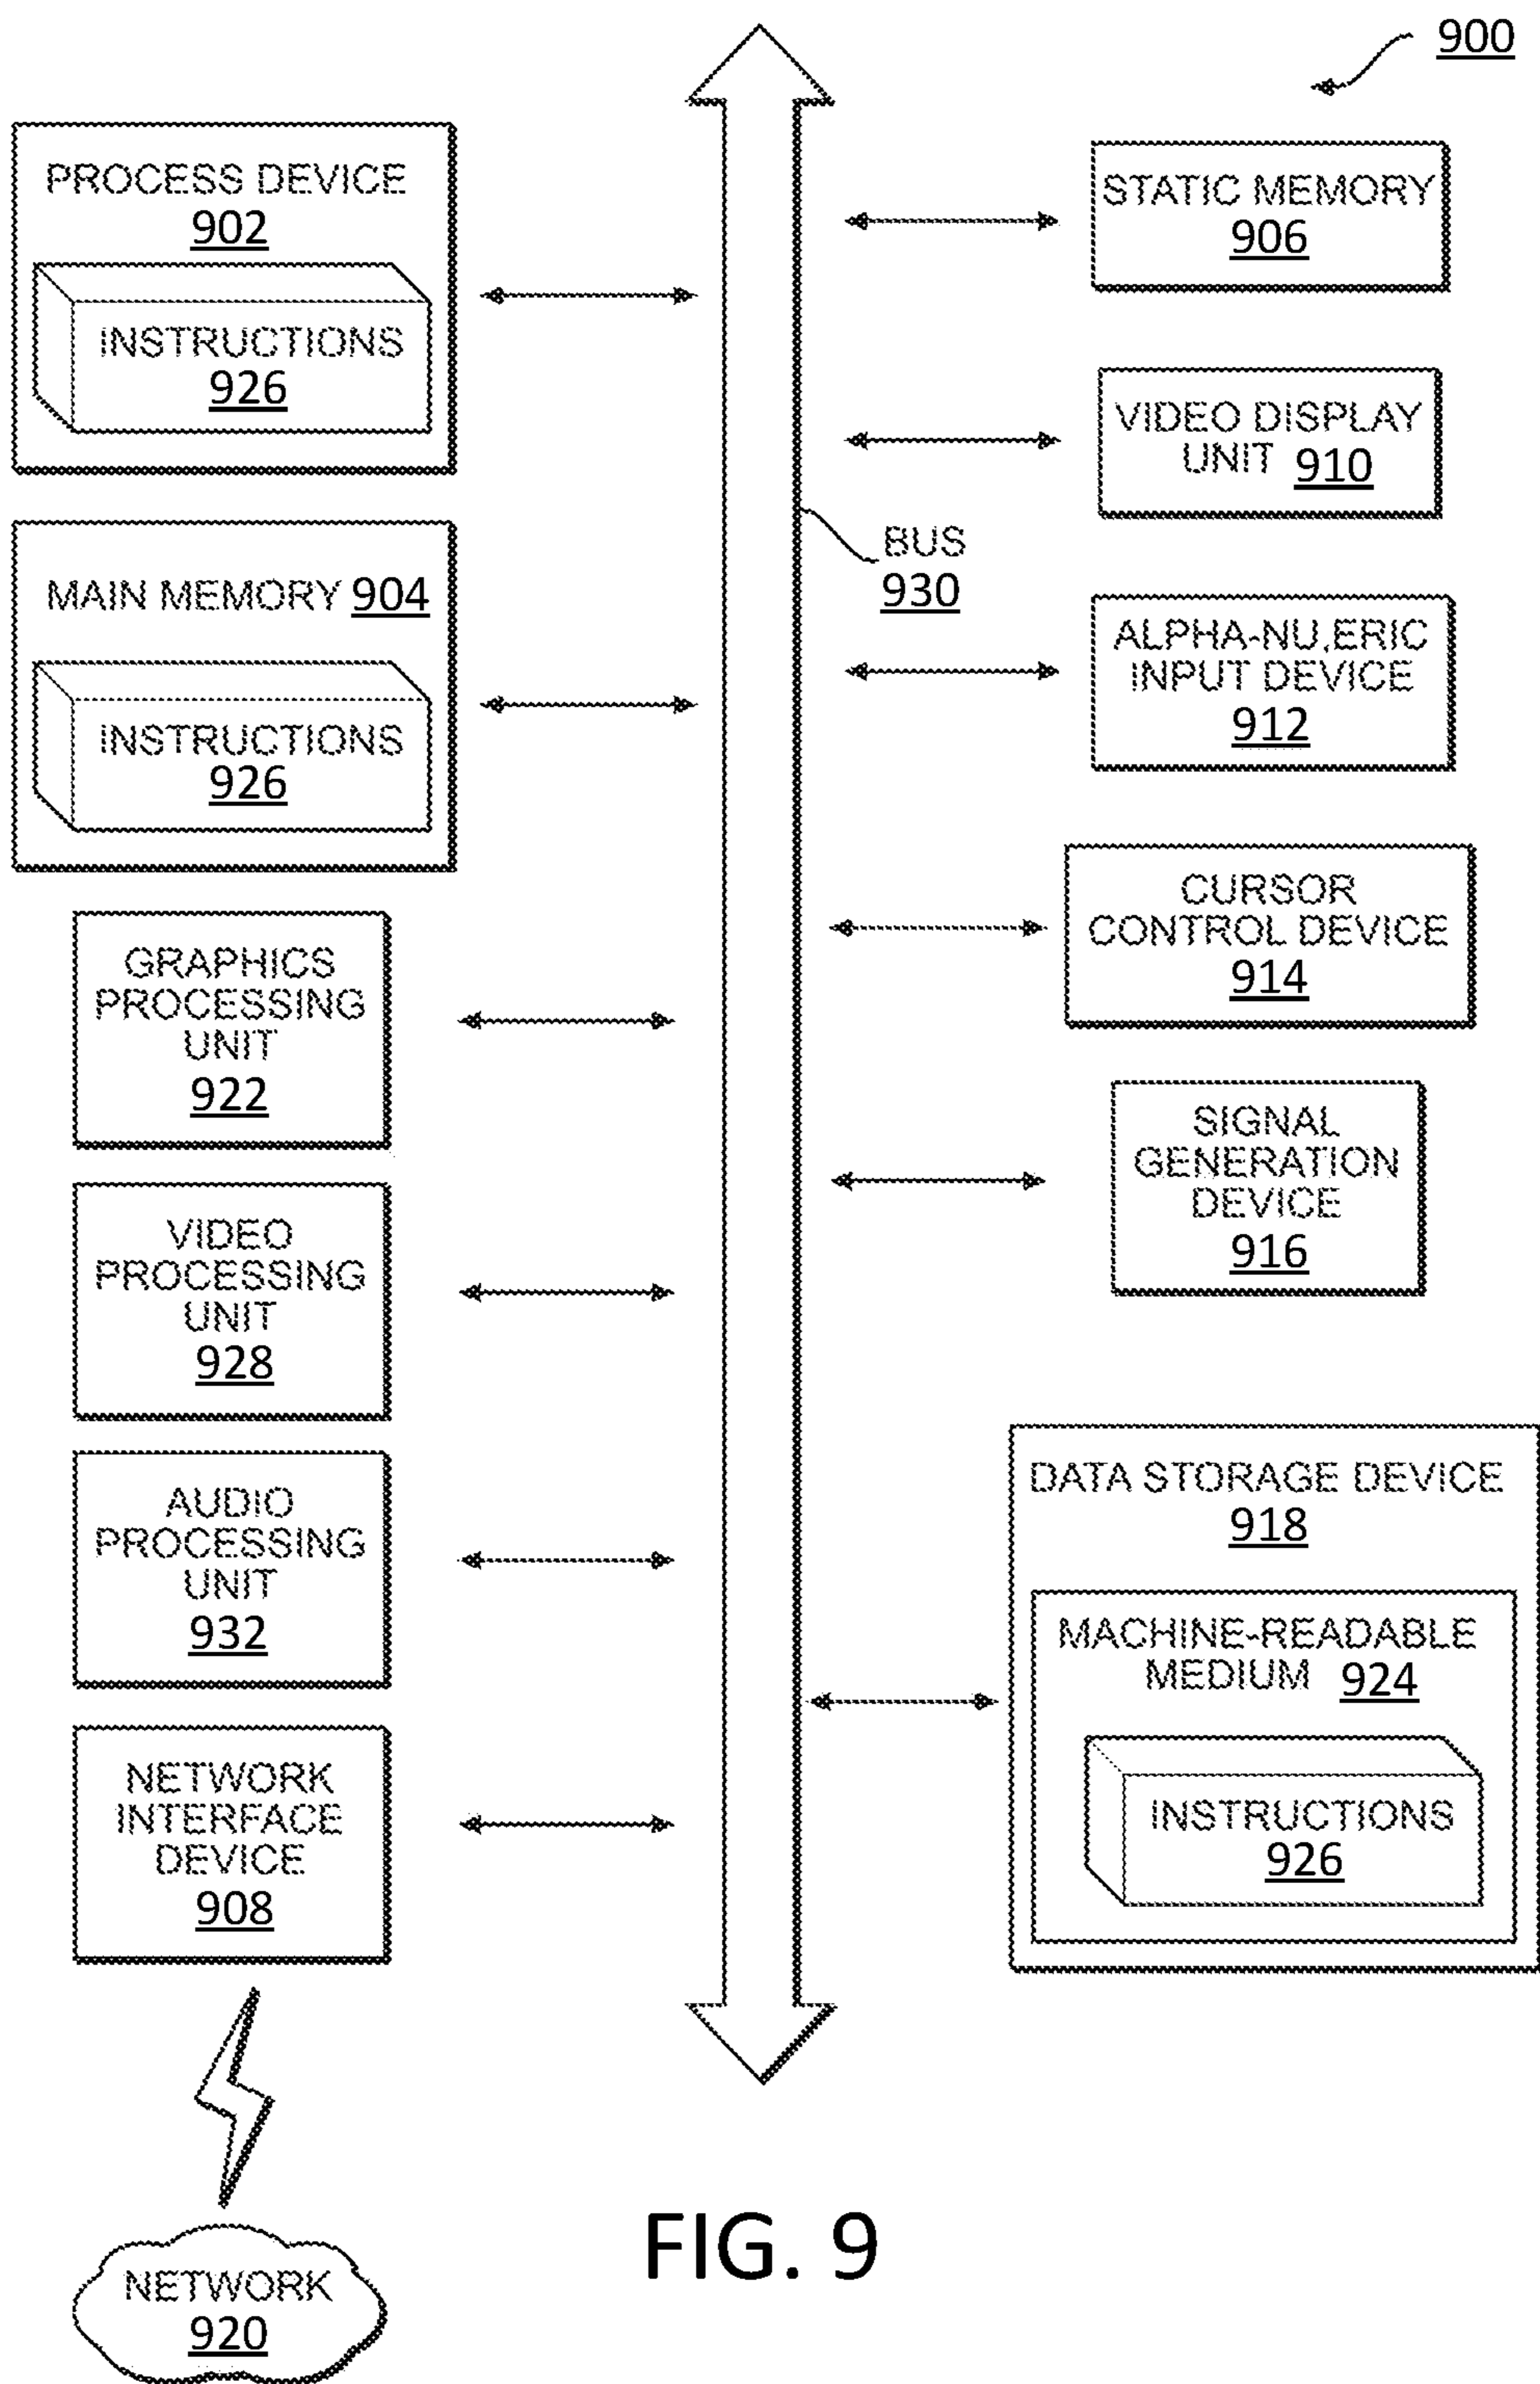 900
PROCESS DEVICE
902
INSTRUCTIONS
926
MAIN MEMORY 904
INSTRUCTIONS
926
GRAPHICS
PROCESSING
UNIT
922
VIDEO
PROCESSING
UNIT
928
AUDIO
PROCESSING
UNIT
932
NETWORK
INTERFACE
DEVICE
908
NETWORK
920
BUS
930
STATIC MEMORY
906
VIDEO DISPLAY
UNIT 910
ALPHA-NU.ERIC
INPUT DEVICE
912
CURSOR
CONTROL DEVICE
914
SIGNAL
GENERATION
DEVICE
916
DATA STORAGE DEVICE
918
MACHINE-READABLE
MEDIUM 924
INSTRUCTIONS
926
FIG. 9